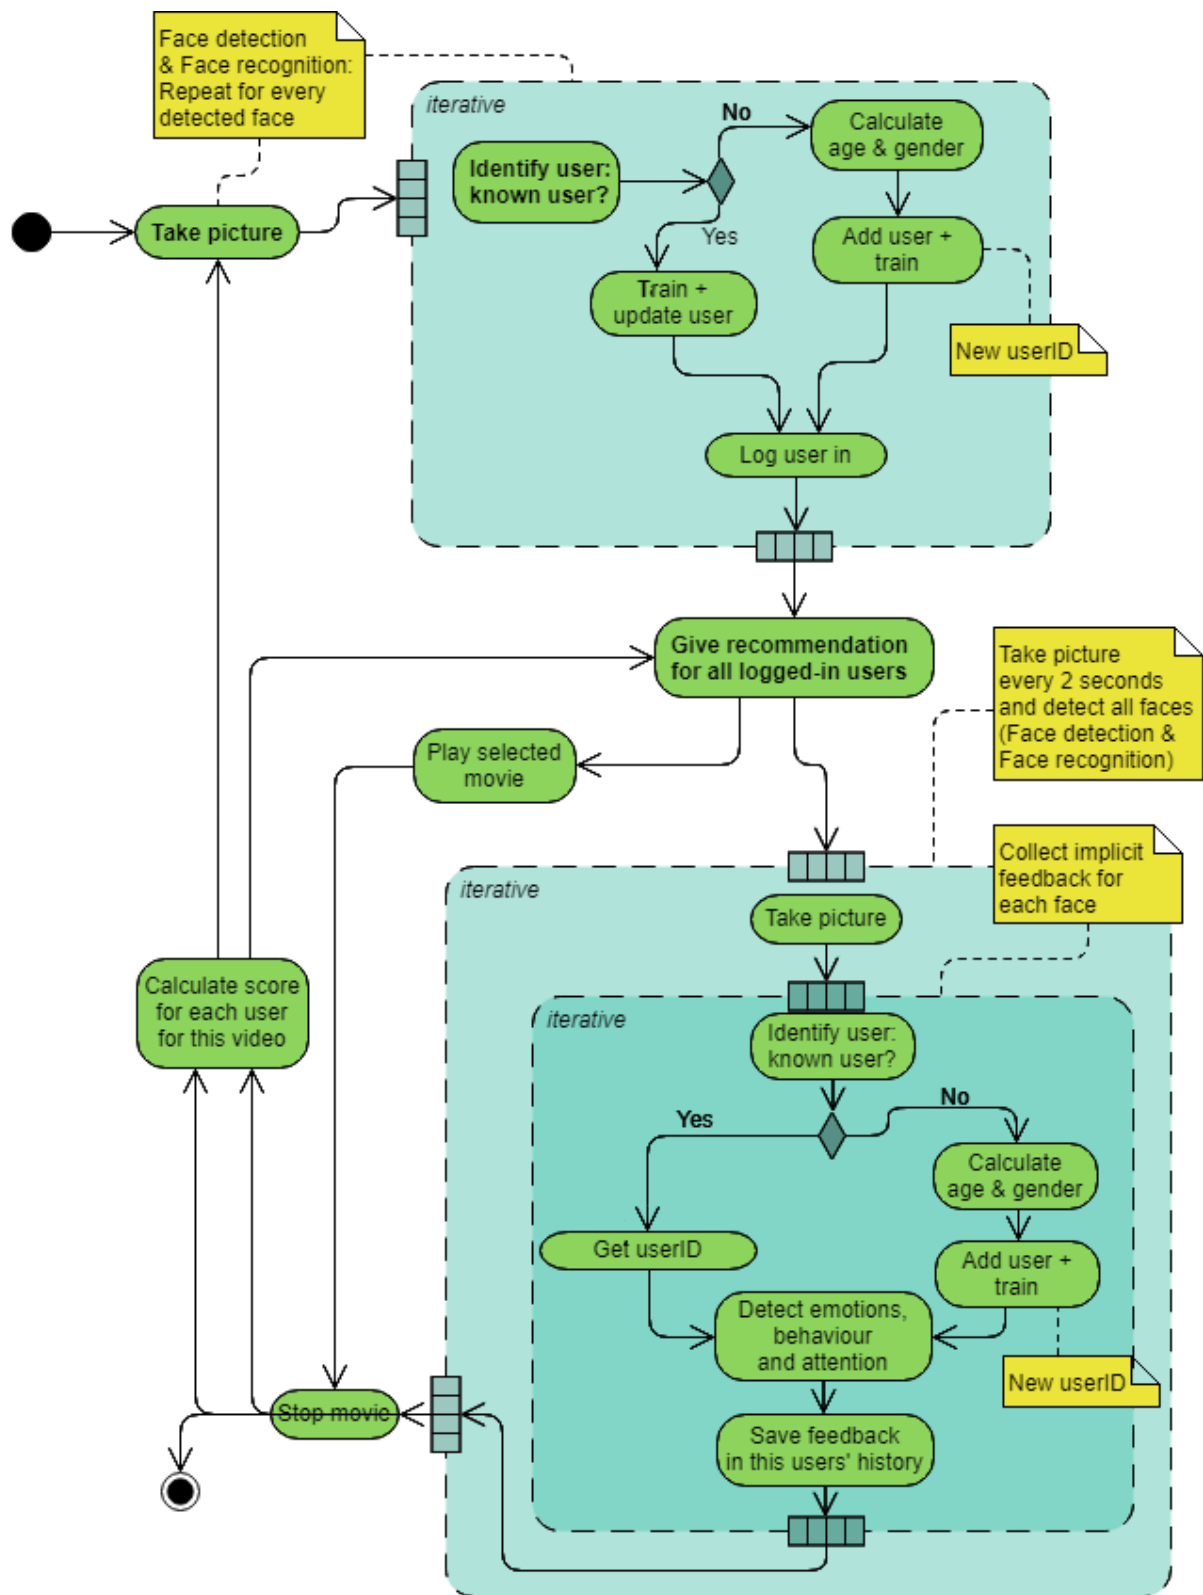 Face detection
& Face recognition:
Repeat for every
detected face
iterative
No
Calculate
age & gender
Identify user:
known user?
Take picture
Yes
Add user +
train
Train +
update user
New userID
Log user in
Give recommendation
for all logged-in users
Take picture
every 2 seconds
and detect all faces
(Face detection &
Face recognition)
Play selected
movie
Collect implicit
feedback for
each face
iterative
Take picture
Calculate score
for each user
for this video
iterative
Identify user:
known user?
Yes
No
Calculate
age & gender
Get userID
Add user +
train
Detect emotions,
behaviour
and attention
New userID
Stop movie
Save feedback
in this users' history